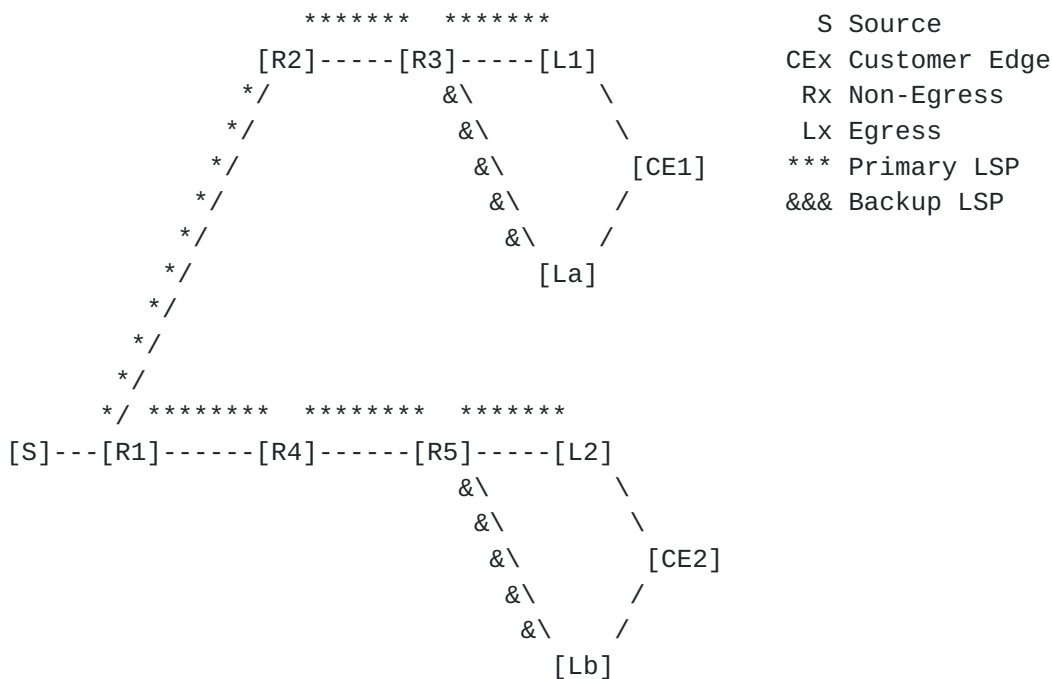 *******  *******                 S Source
                [R2]-----[R3]-----[L1]            CEx Customer Edge
               */           &\        \            Rx Non-Egress
              */             &\        \           Lx Egress
             */               &\        [CE1]     *** Primary LSP
            */                 &\      /          &&& Backup LSP
           */                   &\    /
          */                      [La]
         */
        */
       */
      */ ********  ********  *******
[S]---[R1]------[R4]------[R5]-----[L2]
                             &\        \
                              &\        \
                               &\        [CE2]
                                &\      /
                                 &\    /
                                   [Lb]